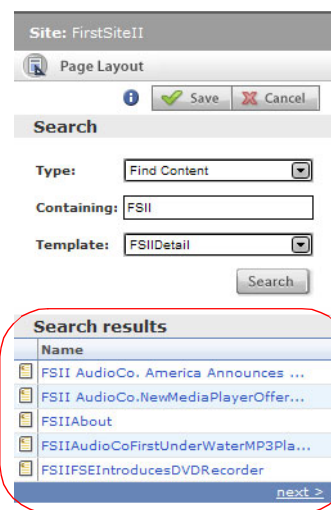 Site: FirstSiteII
Page Layout
Save Cancel
Search
Type: Find Content
Containing: FSII
Template: FSIIDetail
Search
Search results
Name
FSII AudioCo. America Announces ...
FSII AudioCo.NewMediaPlayerOffer...
FSIIAbout
FSIIAudioCoFirstUnderWaterMP3Pla...
FSIIFSEIntroducesDVDRecorder
next >